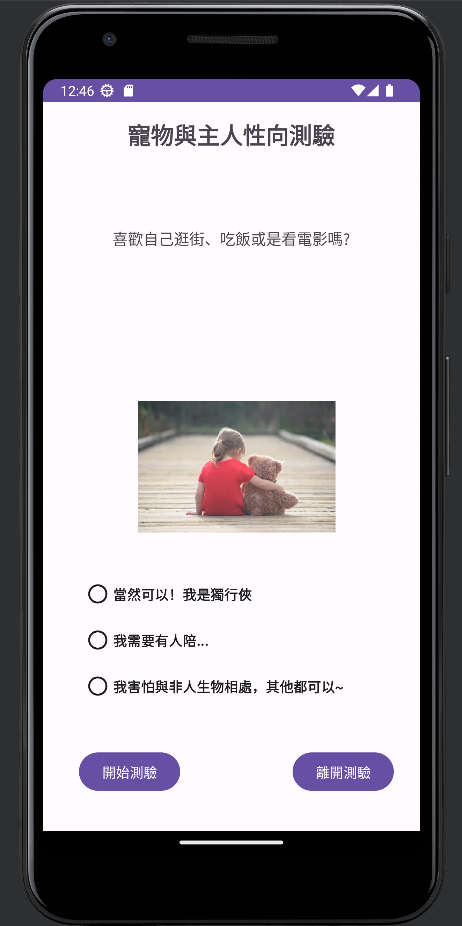 12:46
寵物與主人性向測驗
喜歡自己逛街、吃飯或是看電影嗎?
當然可以！我是獨行俠
我需要有人陪...
我害怕與非人生物相處，其他都可以~
開始測驗
離開測驗